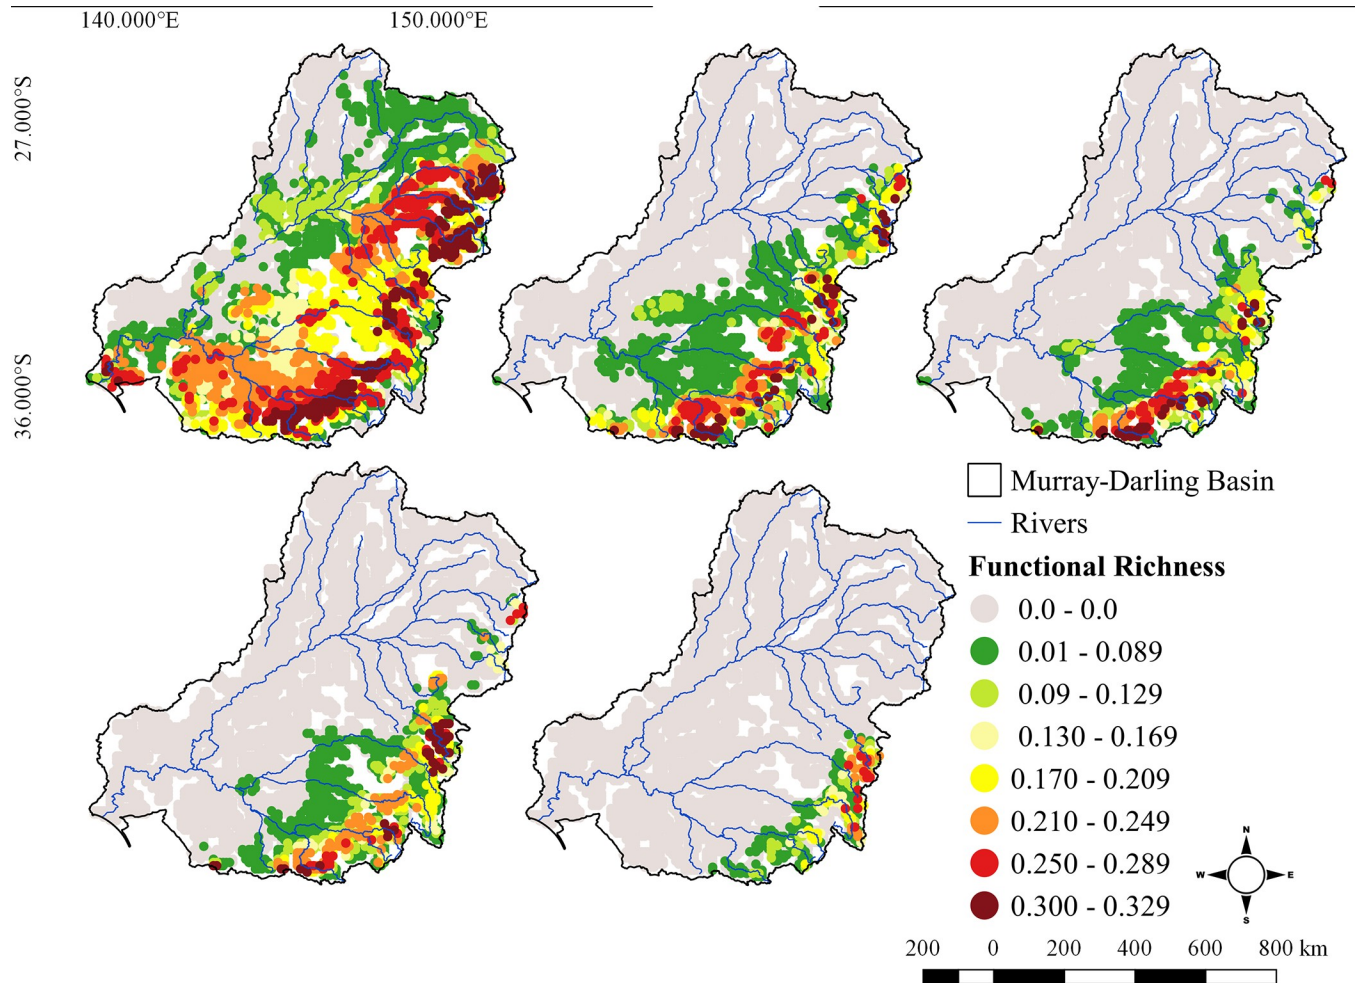 140.000°E 150.000°E
27.000°S
36.000°S
Murray-Darling Basin
Rivers
Functional Richness
0.0 - 0.0
0.01 - 0.089
0.09 - 0.129
0.130 - 0.169
0.170 - 0.209
0.210 - 0.249
0.250 - 0.289
0.300 - 0.329
N
W E
S
200 0 200 400 600 800 km